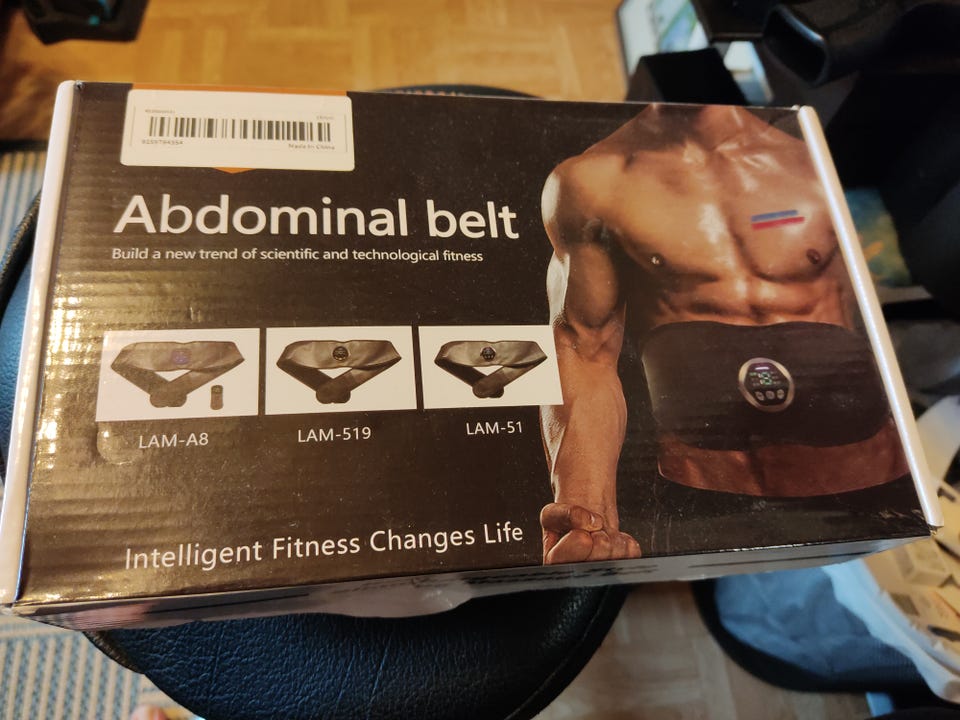 Made In China
Abdominal belt
Build a new trend of scientific and technological fitness
LAM-A8
LAM-519
LAM-51
Intelligent Fitness Changes Life